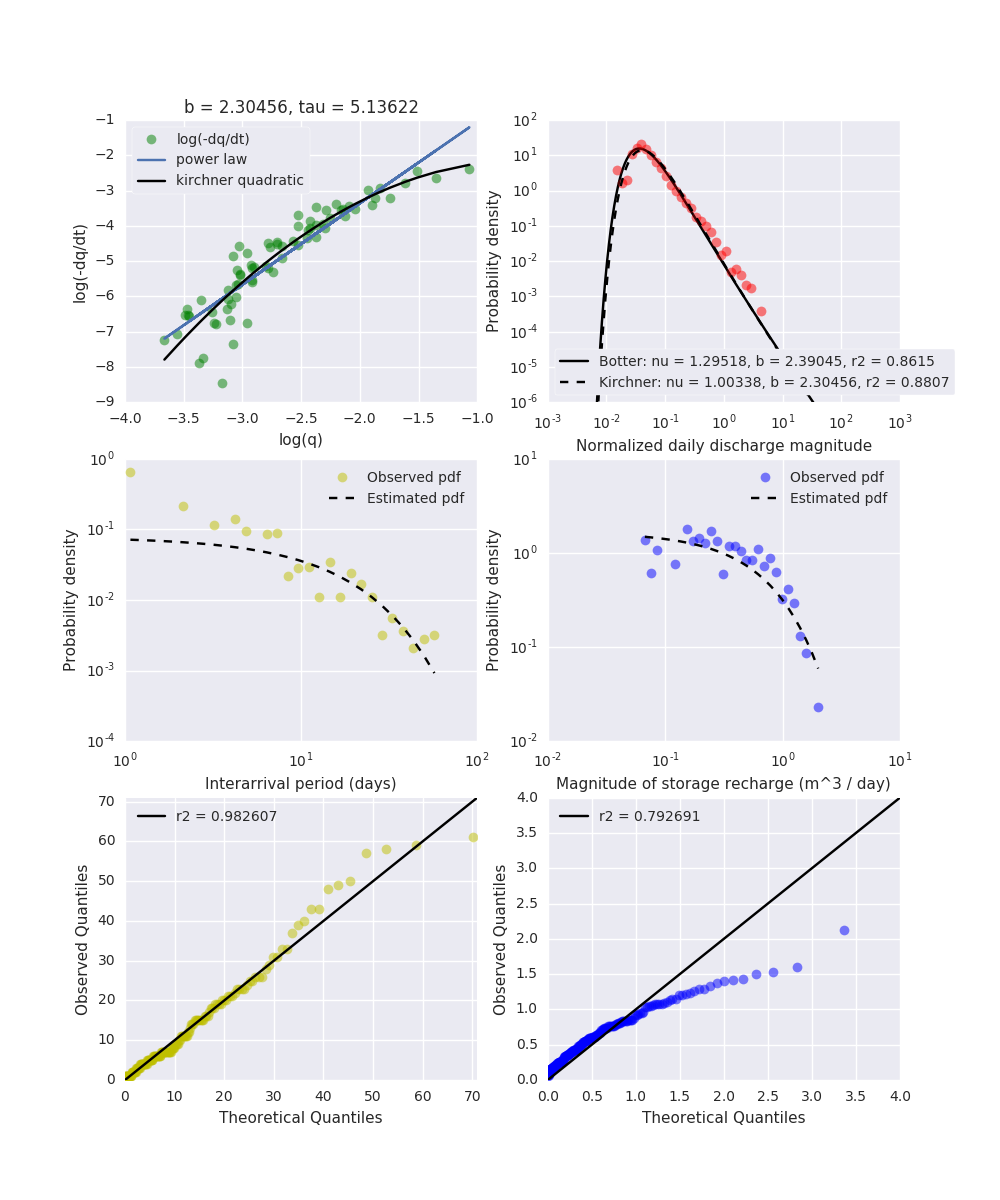 b = 2.30456, tau = 5.13622
log(-dq/dt)
power law
kirchner quadratic
−1
−2
−3
−4
−5
−6
−7
−8
−9
log(-dq/dt)
−4.0 −3.5 −3.0 −2.5 −2.0 −1.5 −1.0
log(q)
10^2
10^1
10^0
10^-1
10^-2
10^-3
10^-4
10^-5
10^-6
Probability density
Botter: nu = 1.29518, b = 2.39045, r2 = 0.8615
Kirchner: nu = 1.00338, b = 2.30456, r2 = 0.8807
10^-3 10^-2 10^-1 10^0 10^1 10^2 10^3
Normalized daily discharge magnitude
Observed pdf
Estimated pdf
10^0
10^-1
10^-2
10^-3
10^-4
Probability density
10^0 10^1 10^2
Interarrival period (days)
Observed pdf
Estimated pdf
10^1
10^0
10^-1
10^-2
Probability density
10^-2 10^-1 10^0 10^1
Magnitude of storage recharge (m^3 / day)
r2 = 0.982607
70
60
50
40
30
20
10
0
Observed Quantiles
0 10 20 30 40 50 60 70
Theoretical Quantiles
r2 = 0.792691
4.0
3.5
3.0
2.5
2.0
1.5
1.0
0.5
0.0
Observed Quantiles
0.0 0.5 1.0 1.5 2.0 2.5 3.0 3.5 4.0
Theoretical Quantiles